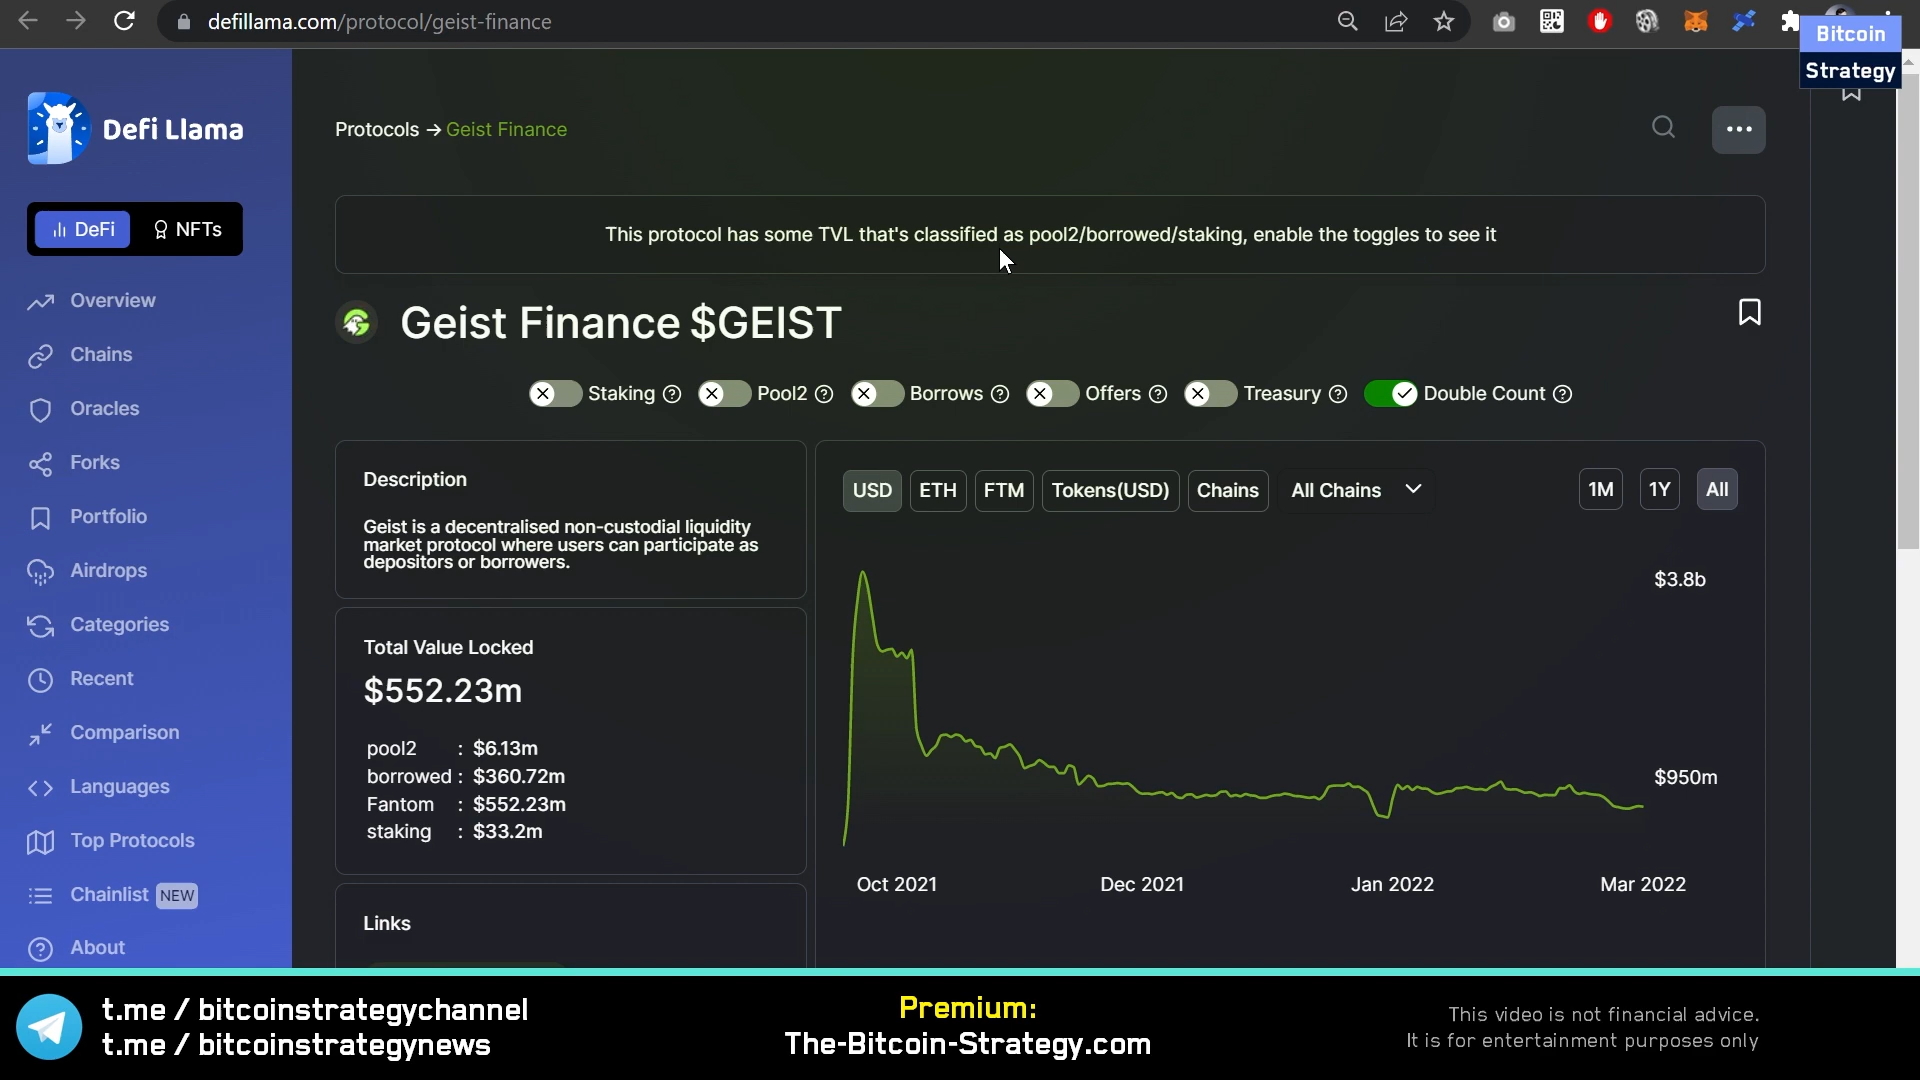 defillama.com/protocol/geist-finance
Bitcoin
Strategy
Defi Llama
DeFi NFTs
Overview
Chains
Oracles
Forks
Portfolio
Airdrops
Categories
Recent
Comparison
Languages
Top Protocols
Chainlist NEW
About
Protocols → Geist Finance
This protocol has some TVL that's classified as pool2/borrowed/staking, enable the toggles to see it
Geist Finance $GEIST
Staking Pool2 Borrows Offers Treasury Double Count
Description
Geist is a decentralised non-custodial liquidity
market protocol where users can participate as
depositors or borrowers.
Total Value Locked
$552.23m
pool2 : $6.13m
borrowed : $360.72m
Fantom : $552.23m
staking : $33.2m
Links
USD ETH FTM Tokens(USD) Chains All Chains 1M 1Y All
$3.8b
$950m
Oct 2021 Dec 2021 Jan 2022 Mar 2022
t.me / bitcoinstrategychannel
t.me / bitcoinstrategynews
Premium:
The-Bitcoin-Strategy.com
This video is not financial advice.
It is for entertainment purposes only